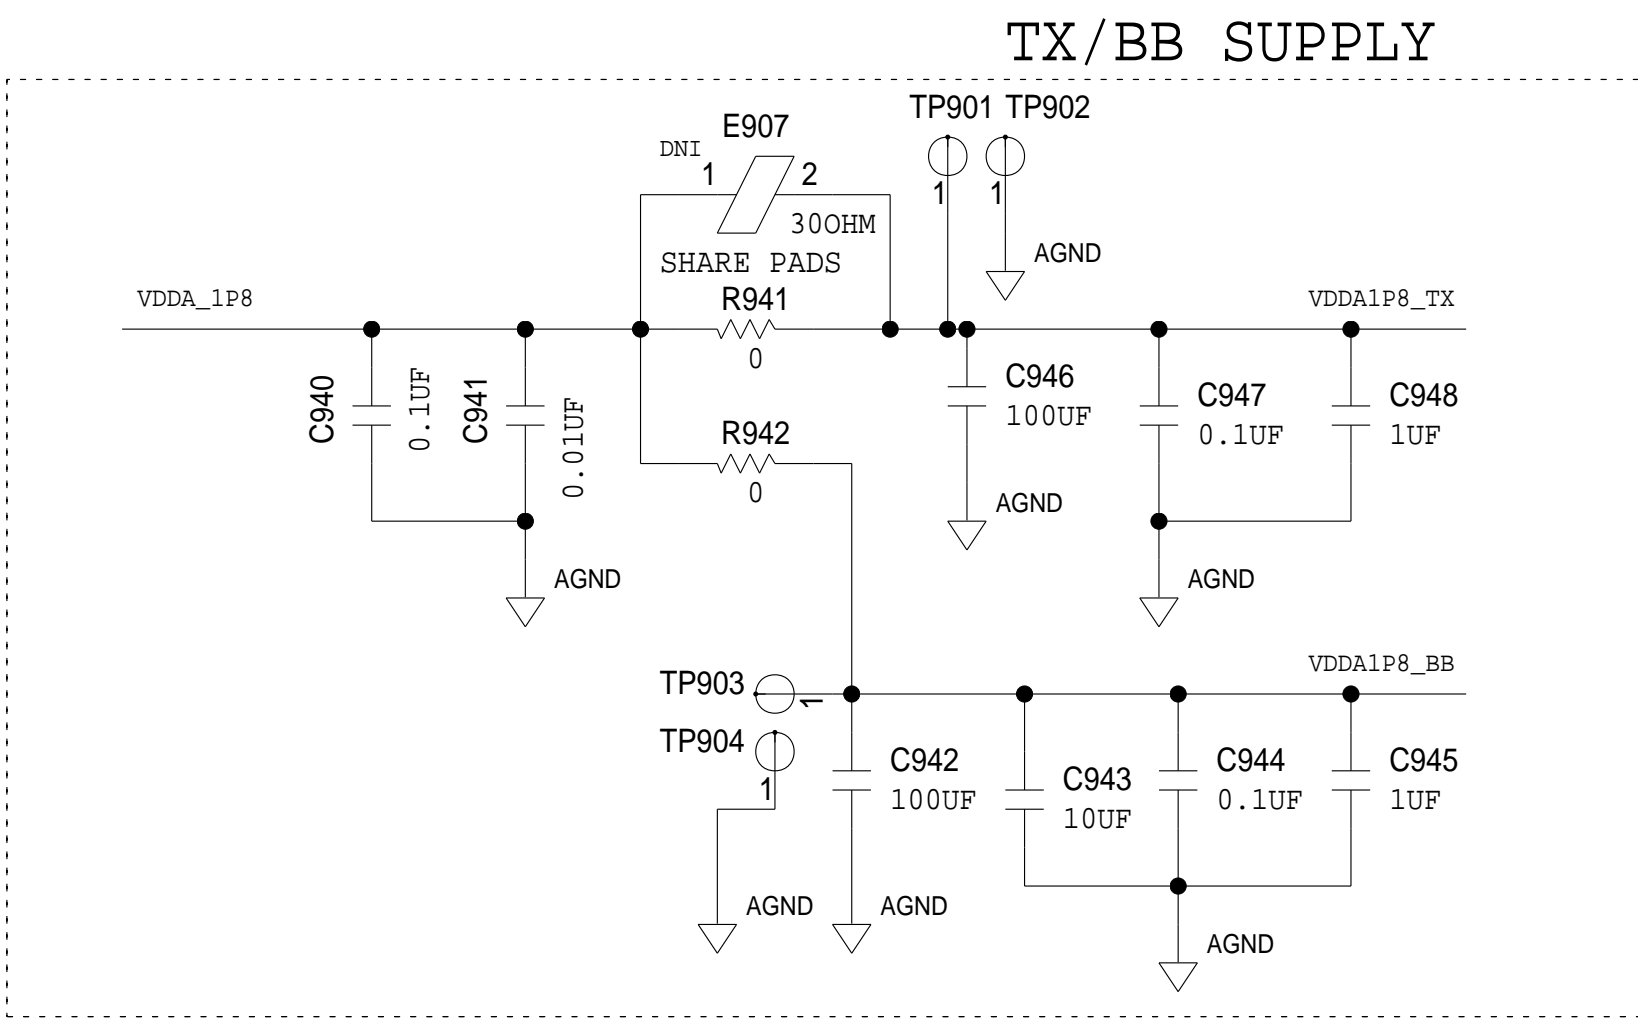 TX/BB SUPPLY
TP901 TP902
E907
DNI
1 2
1 1
30OHM
AGND
SHARE PADS
R941
VDDA_1P8
VDDA1P8_TX
0
C940
0.1UF
C941
0.01UF
C946
100UF
C947
0.1UF
C948
1UF
R942
0
AGND
AGND
AGND
VDDA1P8_BB
TP903
1
TP904
1
C942
100UF
C943
10UF
C944
0.1UF
C945
1UF
AGND
AGND
AGND